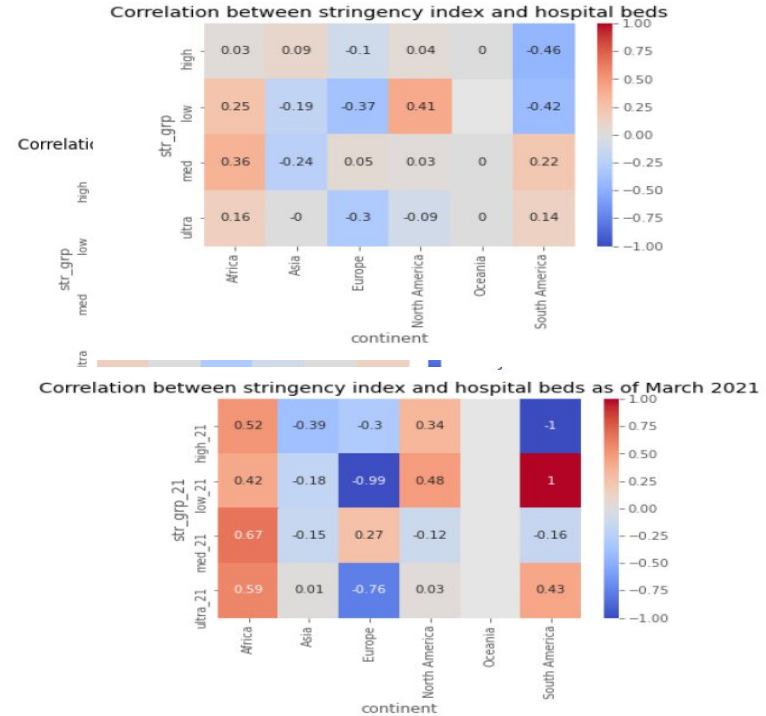 Correlation between stringency index and hospital beds
str_grp
high 0.03 0.09 -0.1 0.04 0 -0.46
low 0.25 -0.19 -0.37 0.41 -0.42
med 0.36 -0.24 0.05 0.03 0 0.22
ultra 0.16 -0 -0.3 -0.09 0 0.14
Africa Asia Europe North America Oceania South America
continent
1.00
0.75
0.50
0.25
0.00
−0.25
−0.50
−0.75
−1.00
Correlati
str_grp
high
low
med
ltra
Correlation between stringency index and hospital beds as of March 2021
str_grp_21
high_21 0.52 -0.39 -0.3 0.34 -1
low_21 0.42 -0.18 -0.99 0.48 1
med_21 0.67 -0.15 0.27 -0.12 -0.16
ultra_21 0.59 0.01 -0.76 0.03 0.43
Africa Asia Europe North America Oceania South America
continent
1.00
0.75
0.50
0.25
0.00
−0.25
−0.50
−0.75
−1.00